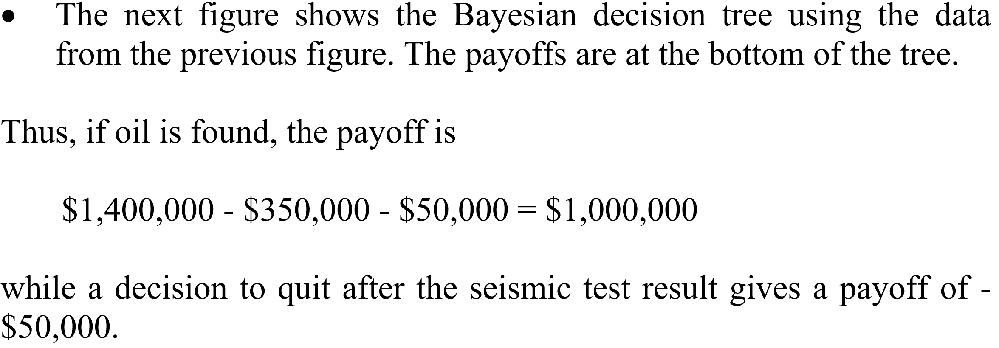 • The next figure shows the Bayesian decision tree using the data
from the previous figure. The payoffs are at the bottom of the tree.
Thus, if oil is found, the payoff is
$1,400,000 - $350,000 - $50,000 = $1,000,000
while a decision to quit after the seismic test result gives a payoff of -
$50,000.